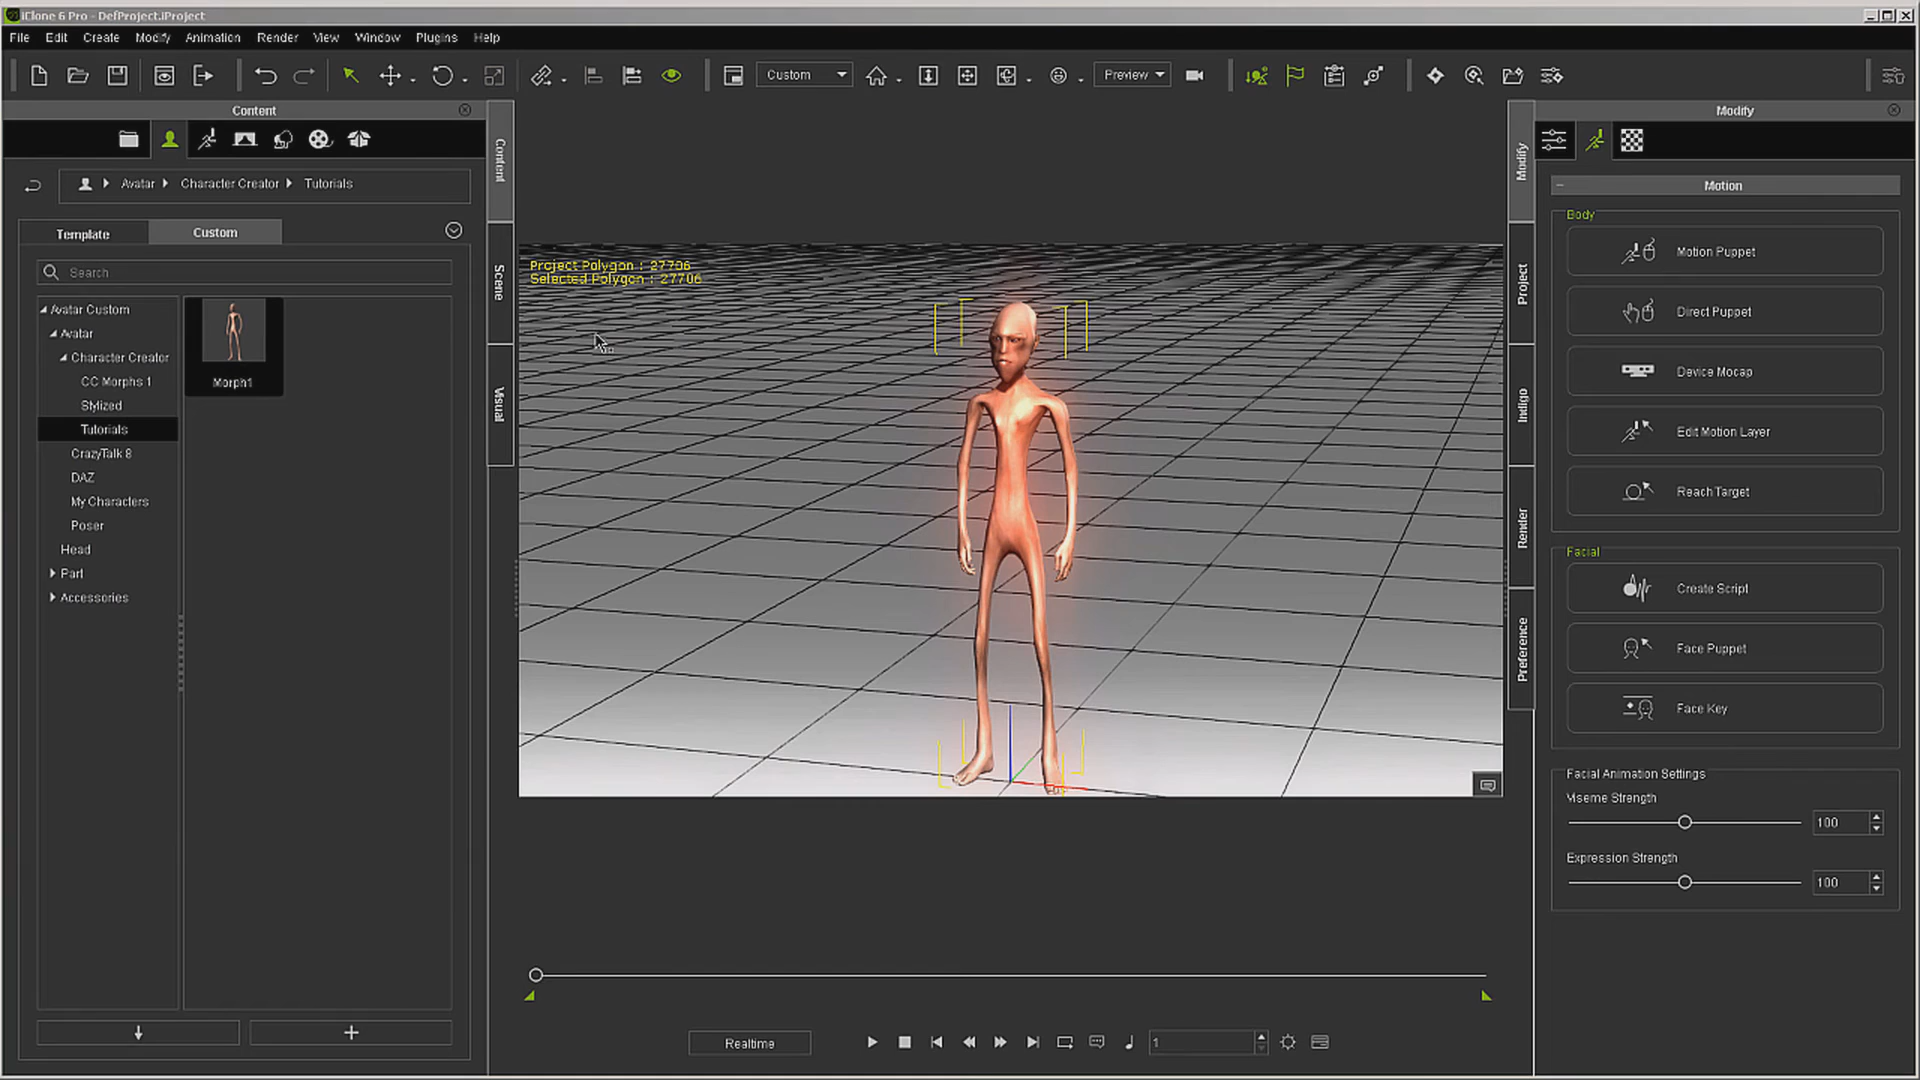 iClone 6 Pro - DefProject.iProject
File Edit Create Modify Animation Render View Window Plugins Help
Custom Preview
Content
Avatar Character Creator Tutorials
Template Custom
Search
Avatar Custom
Avatar
Character Creator
CC Morphs 1
Stylized
Tutorials
CrazyTalk 8
DAZ
My Characters
Poser
Head
Part
Accessories
Morph1
Content
Scene
Visual
Project Polygon : 27706
Selected Polygon : 27706
Realtime
1
Modify
Project
Indigo
Render
Preference
Modify
Motion
Body
Motion Puppet
Direct Puppet
Device Mocap
Edit Motion Layer
Reach Target
Facial
Create Script
Face Puppet
Face Key
Facial Animation Settings
Viseme Strength
100
Expression Strength
100